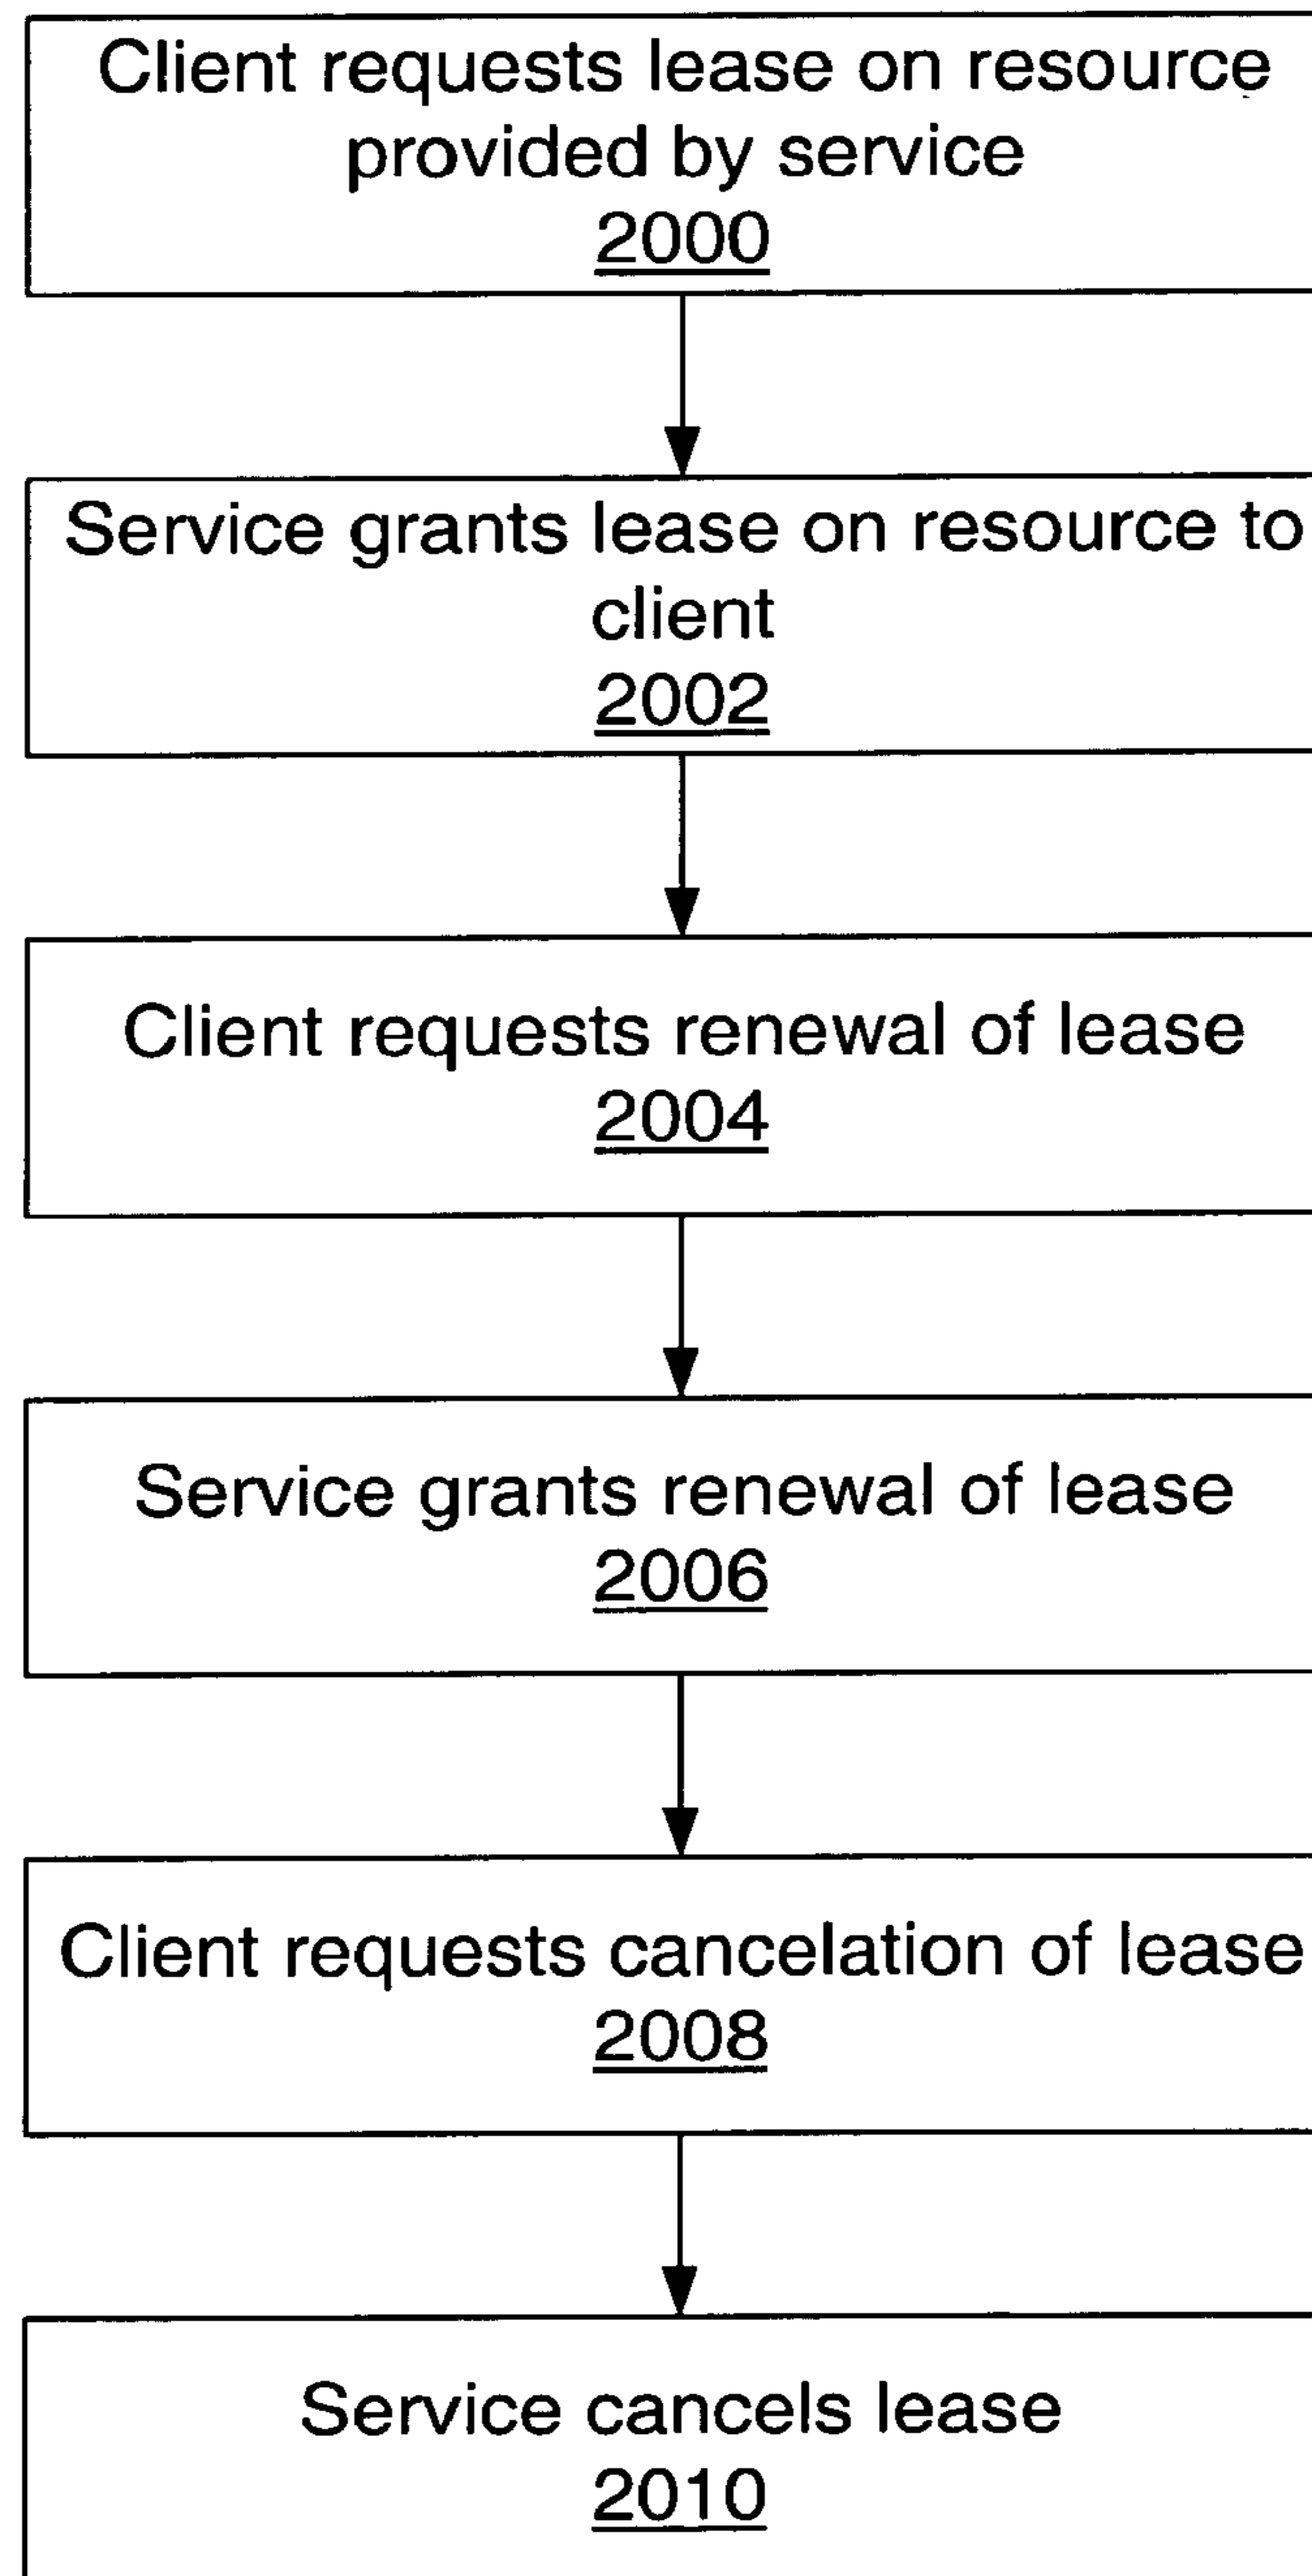 Client requests lease on resource
provided by service
2000
Service grants lease on resource to
client
2002
Client requests renewal of lease
2004
Service grants renewal of lease
2006
Client requests cancelation of lease
2008
Service cancels lease
2010